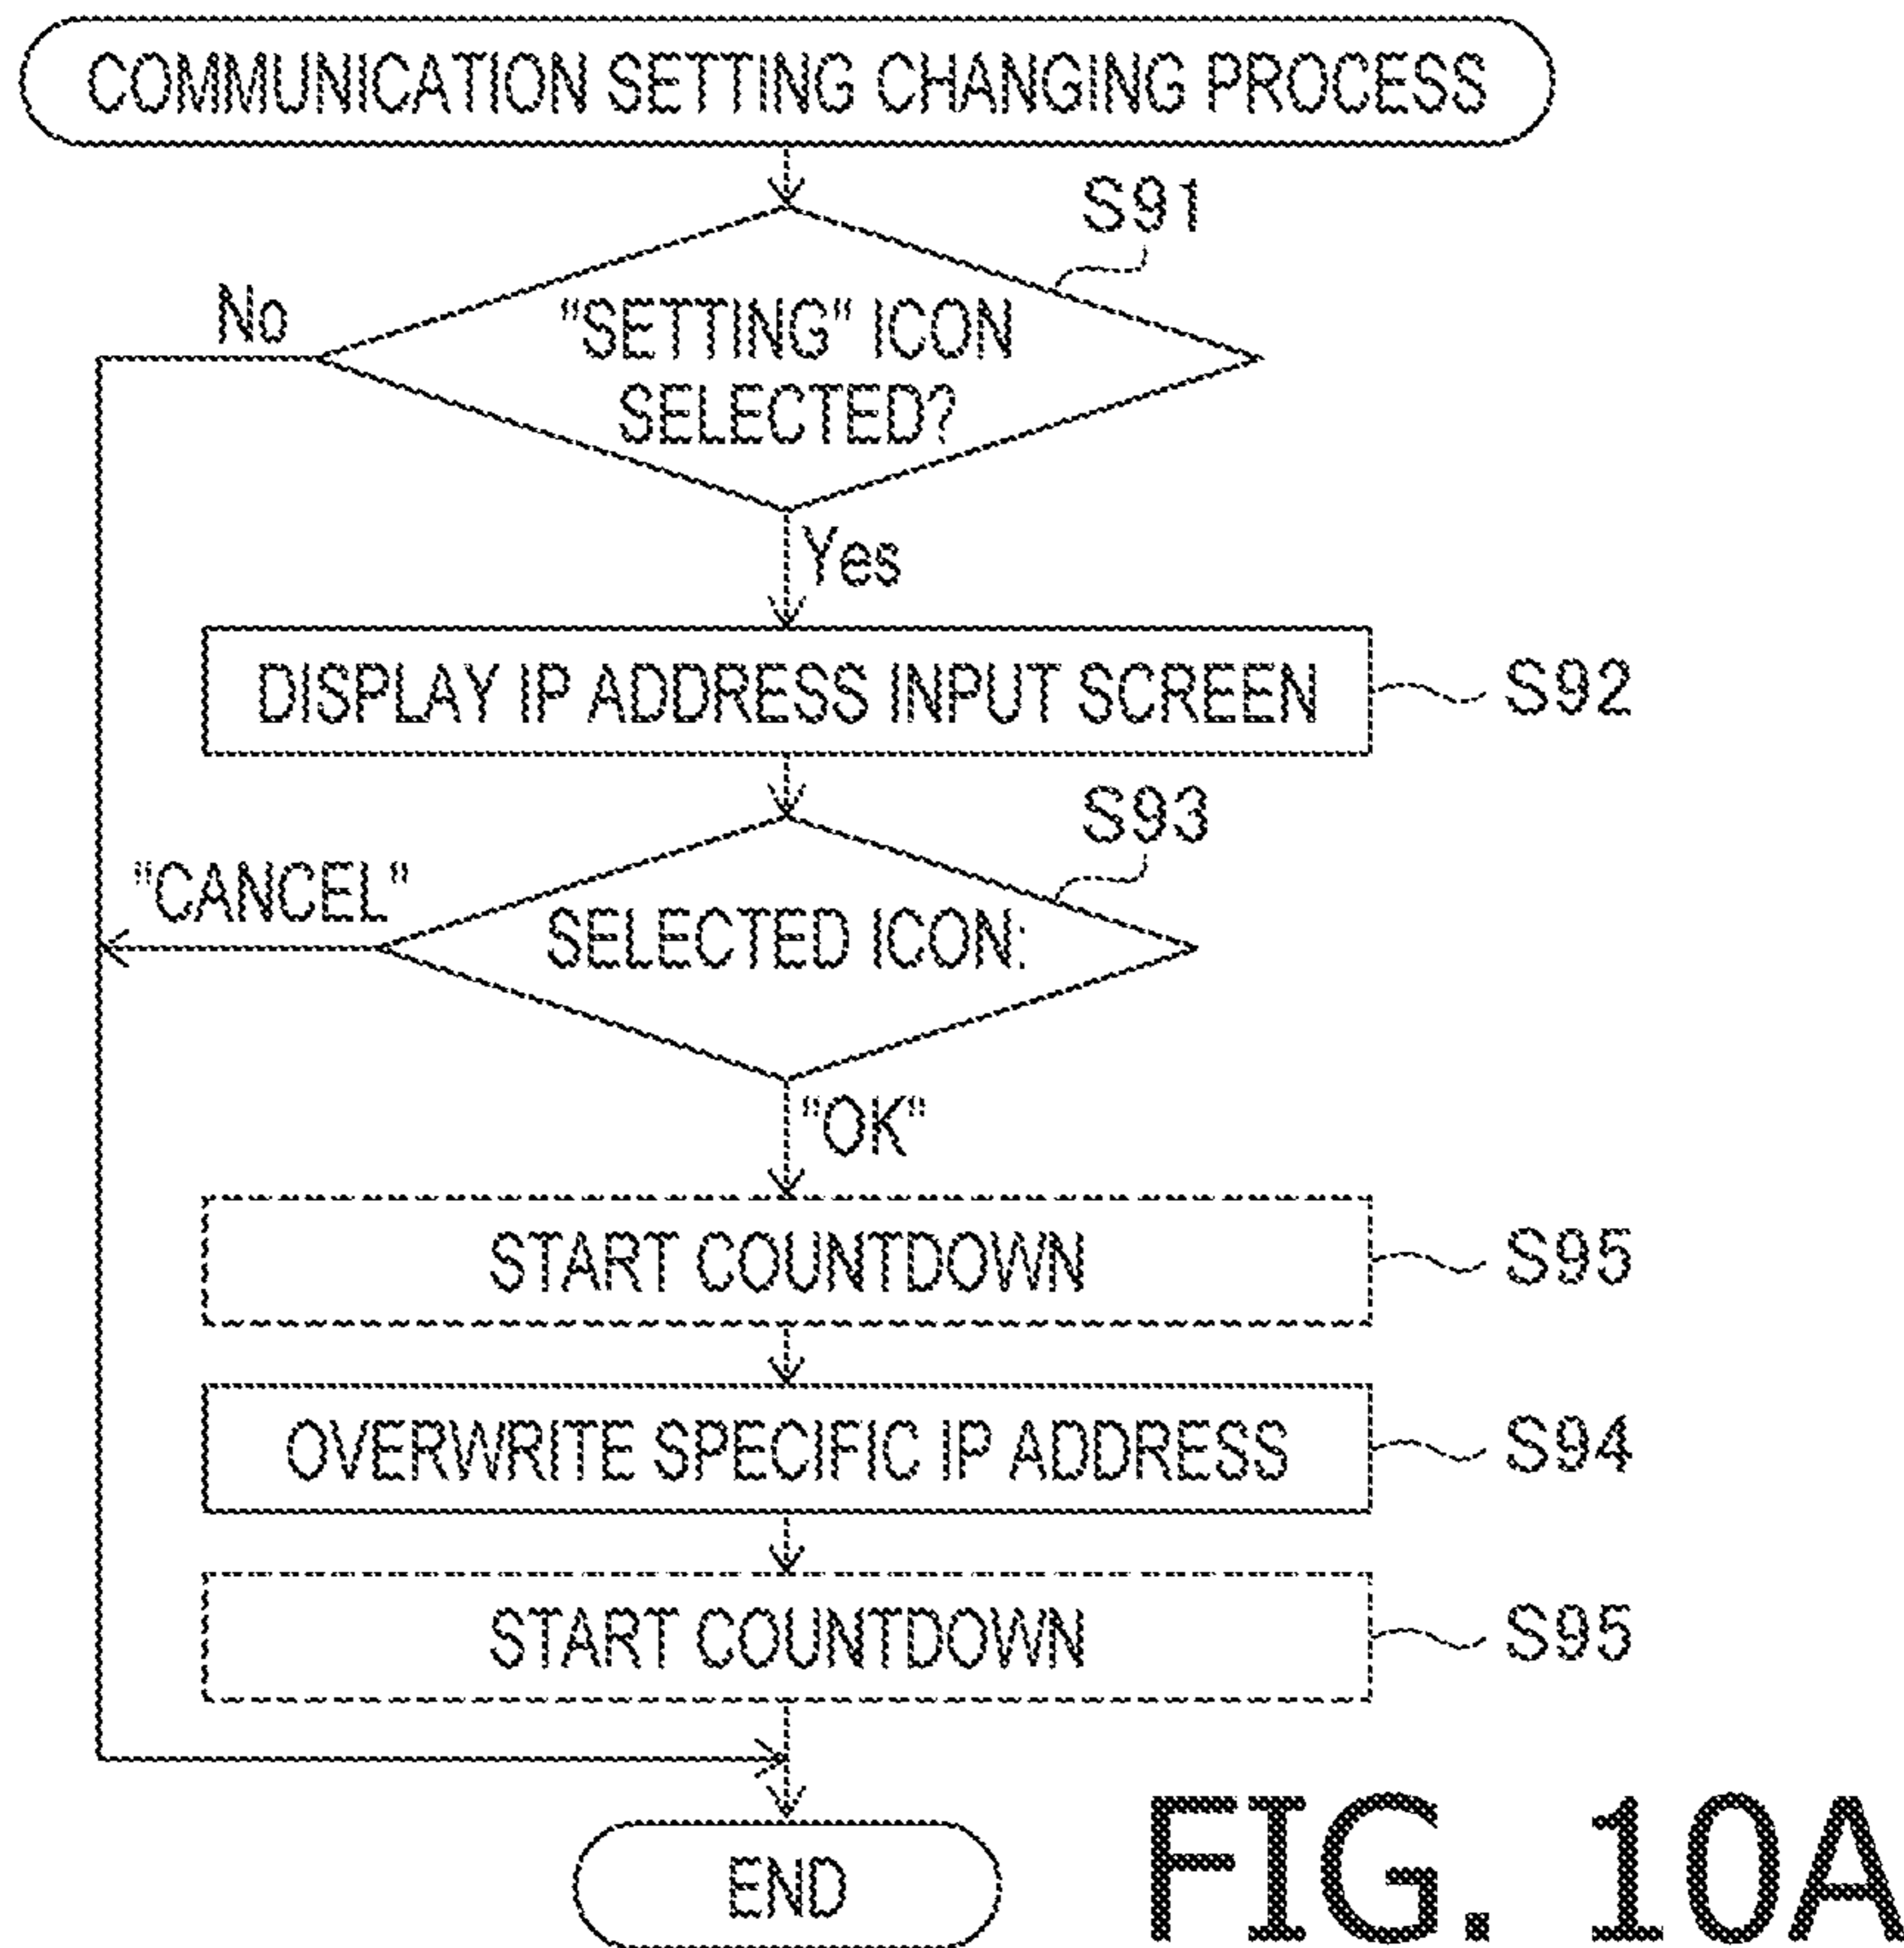 COMMUNICATION SETTING CHANGING PROCESS
S91
No
"SETTING" ICON
SELECTED?
Yes
DISPLAY IP ADDRESS INPUT SCREEN
S92
S93
"CANCEL"
SELECTED ICON:
"OK"
START COUNTDOWN
S95
OVERWRITE SPECIFIC IP ADDRESS
S94
START COUNTDOWN
S95
END
FIG. 10A